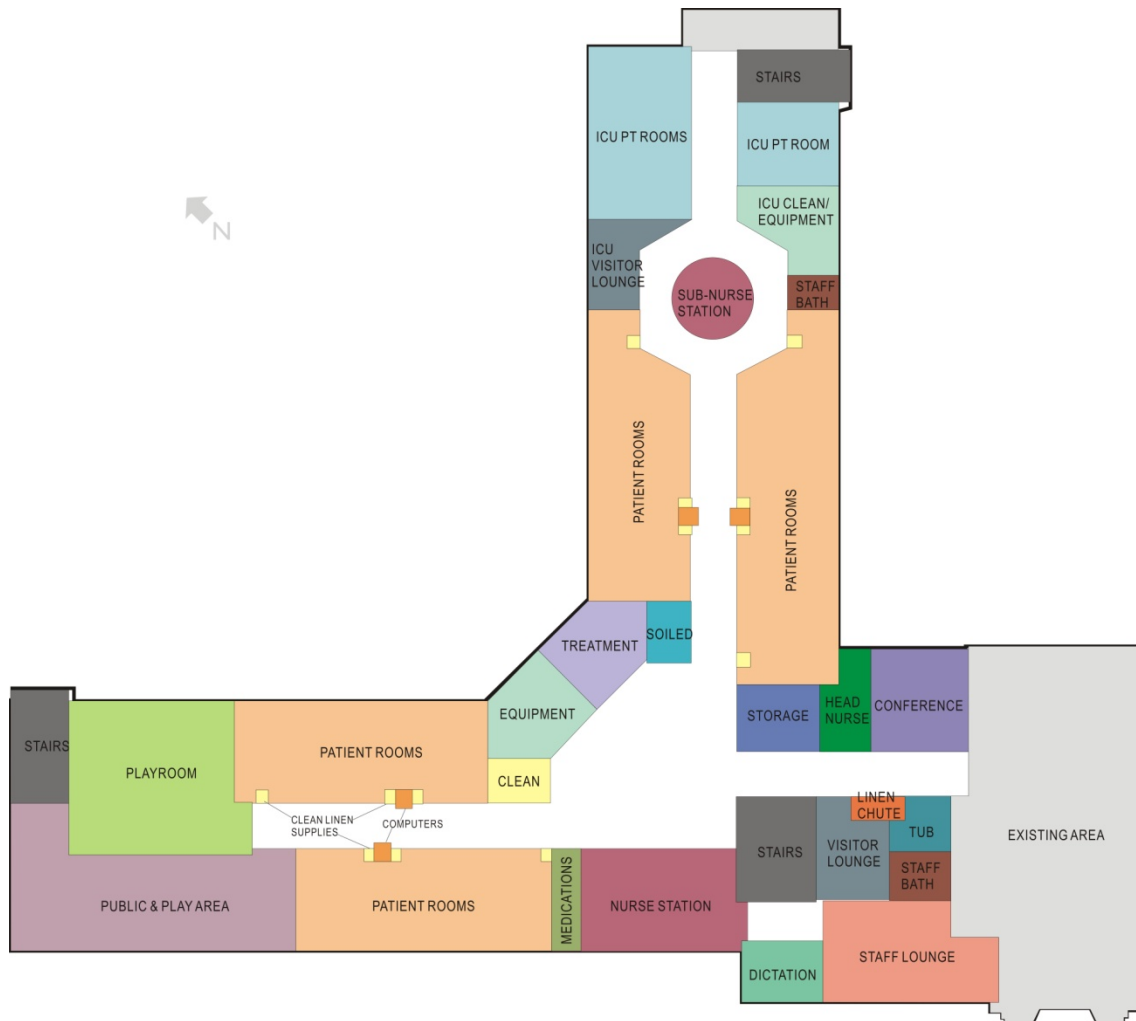 STAIRS
ICU PT ROOMS
ICU PT ROOM
ICU CLEAN/
EQUIPMENT
N
ICU
VISITOR
LOUNGE
SUB-NURSE
STATION
STAFF
BATH
PATIENT ROOMS
PATIENT ROOMS
TREATMENT
SOILED
EQUIPMENT
STORAGE
HEAD
NURSE
CONFERENCE
STAIRS
PLAYROOM
PATIENT ROOMS
CLEAN
CLEAN LINEN
SUPPLIES
COMPUTERS
LINEN
CHUTE
TUB
EXISTING AREA
STAIRS
VISITOR
LOUNGE
STAFF
BATH
PUBLIC & PLAY AREA
PATIENT ROOMS
MEDICATIONS
NURSE STATION
STAFF LOUNGE
DICTATION